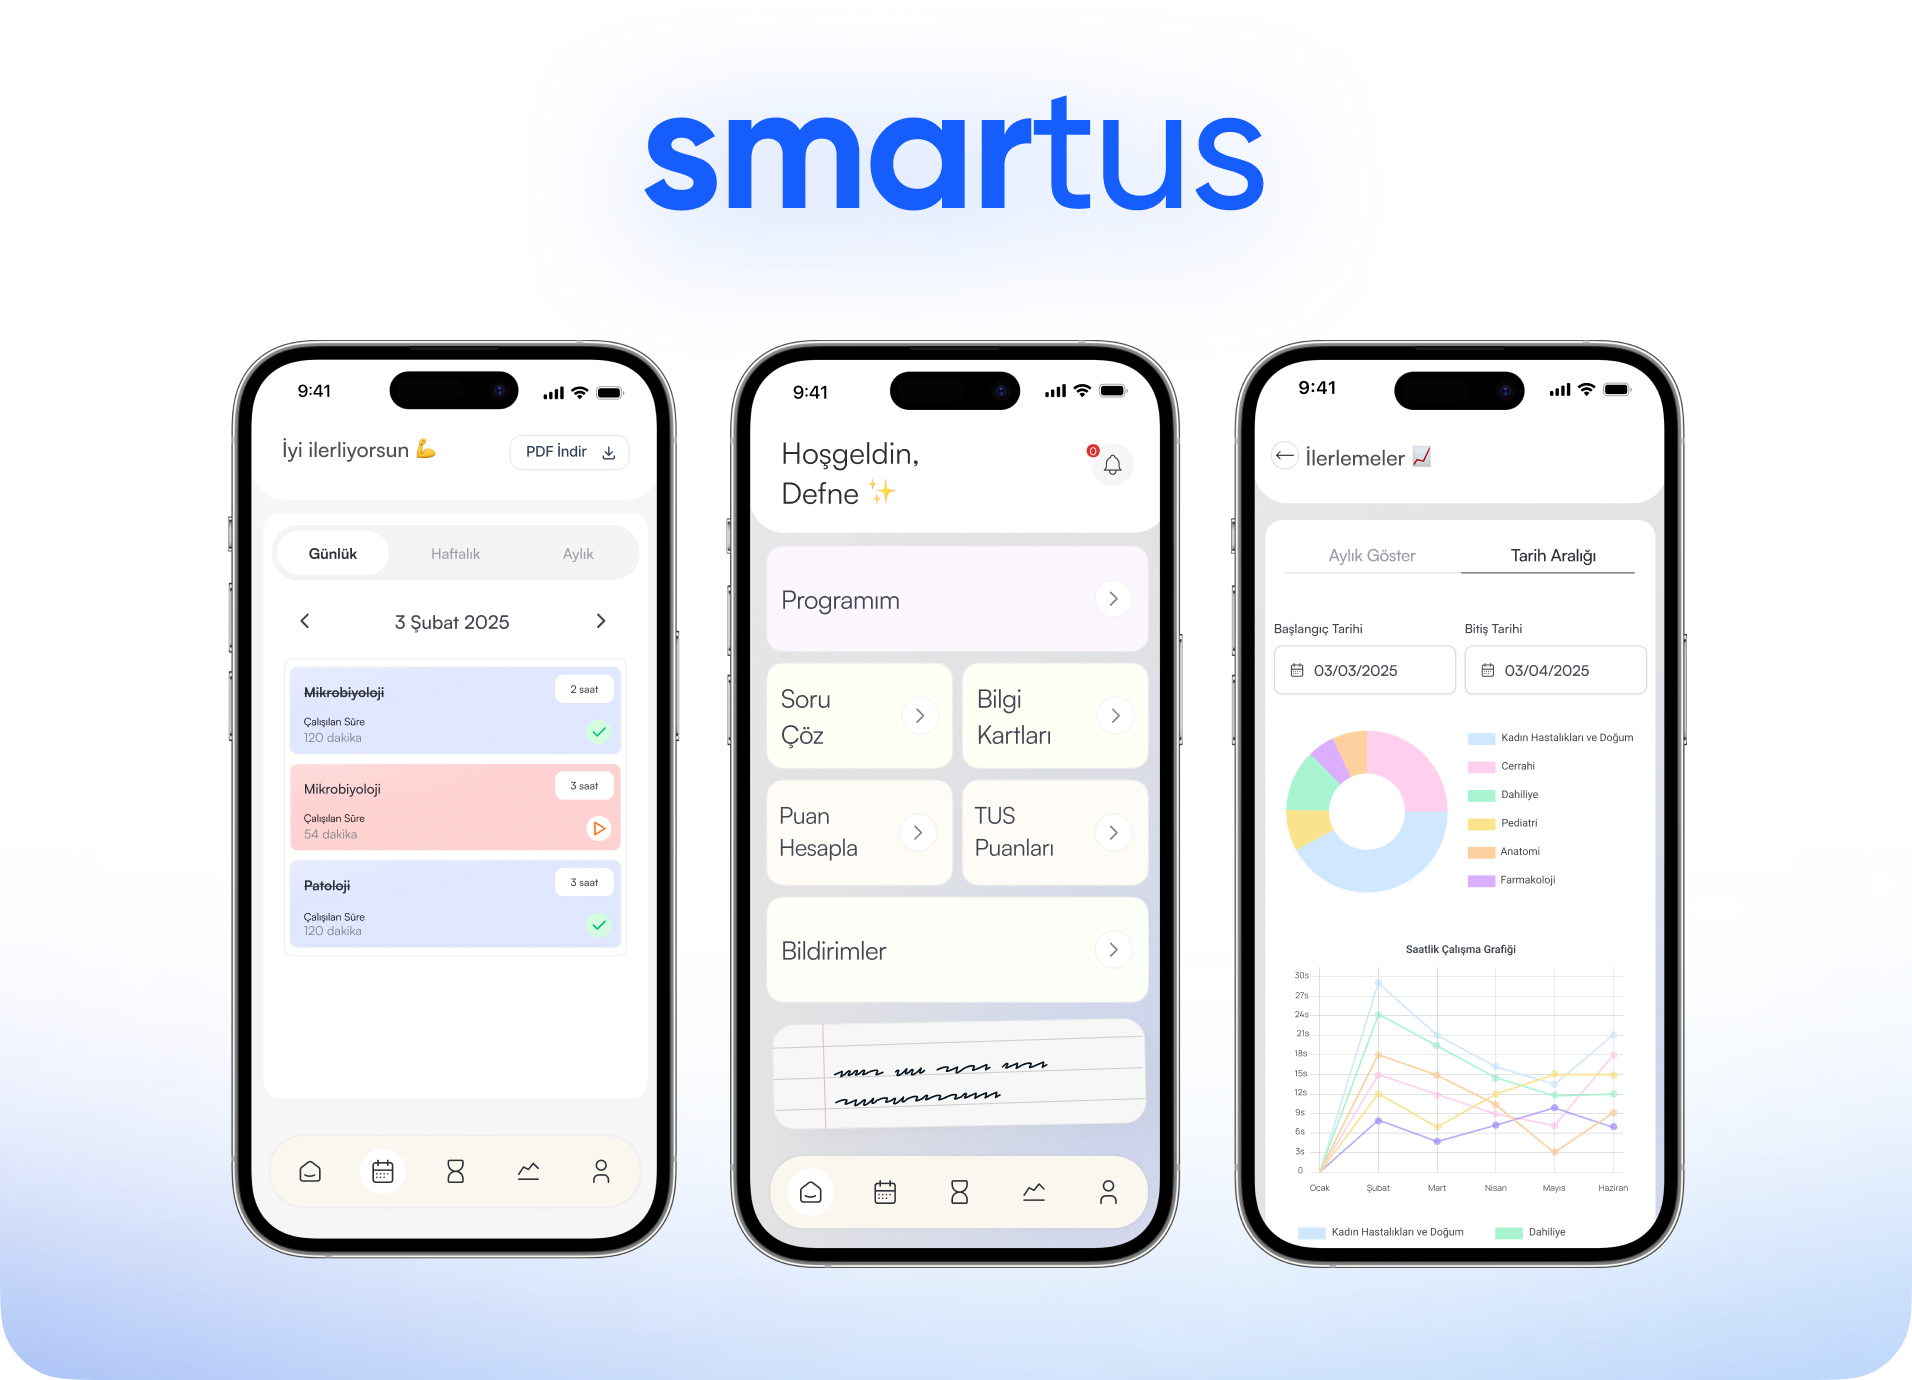 smartus
9:41
İyi ilerliyorsun 💪
PDF İndir
Günlük
Haftalık
Aylık
3 Şubat 2025
Mikrobiyoloji
2 saat
Çalışılan Süre
120 dakika
Mikrobiyoloji
3 saat
Çalışılan Süre
54 dakika
Patoloji
3 saat
Çalışılan Süre
120 dakika
9:41
Hoşgeldin,
Defne ✨
0
Programım
Soru
Çöz
Bilgi
Kartları
Puan
Hesapla
TUS
Puanları
Bildirimler
9:41
İlerlemeler 📈
Aylık Göster
Tarih Aralığı
Başlangıç Tarihi
Bitiş Tarihi
03/03/2025
03/04/2025
Kadın Hastalıkları ve Doğum
Cerrahi
Dahiliye
Pediatri
Anatomi
Farmakoloji
Saatlik Çalışma Grafiği
30s
27s
24s
21s
18s
15s
12s
9s
6s
3s
0
Ocak Şubat Mart Nisan Mayıs Haziran
Kadın Hastalıkları ve Doğum
Dahiliye